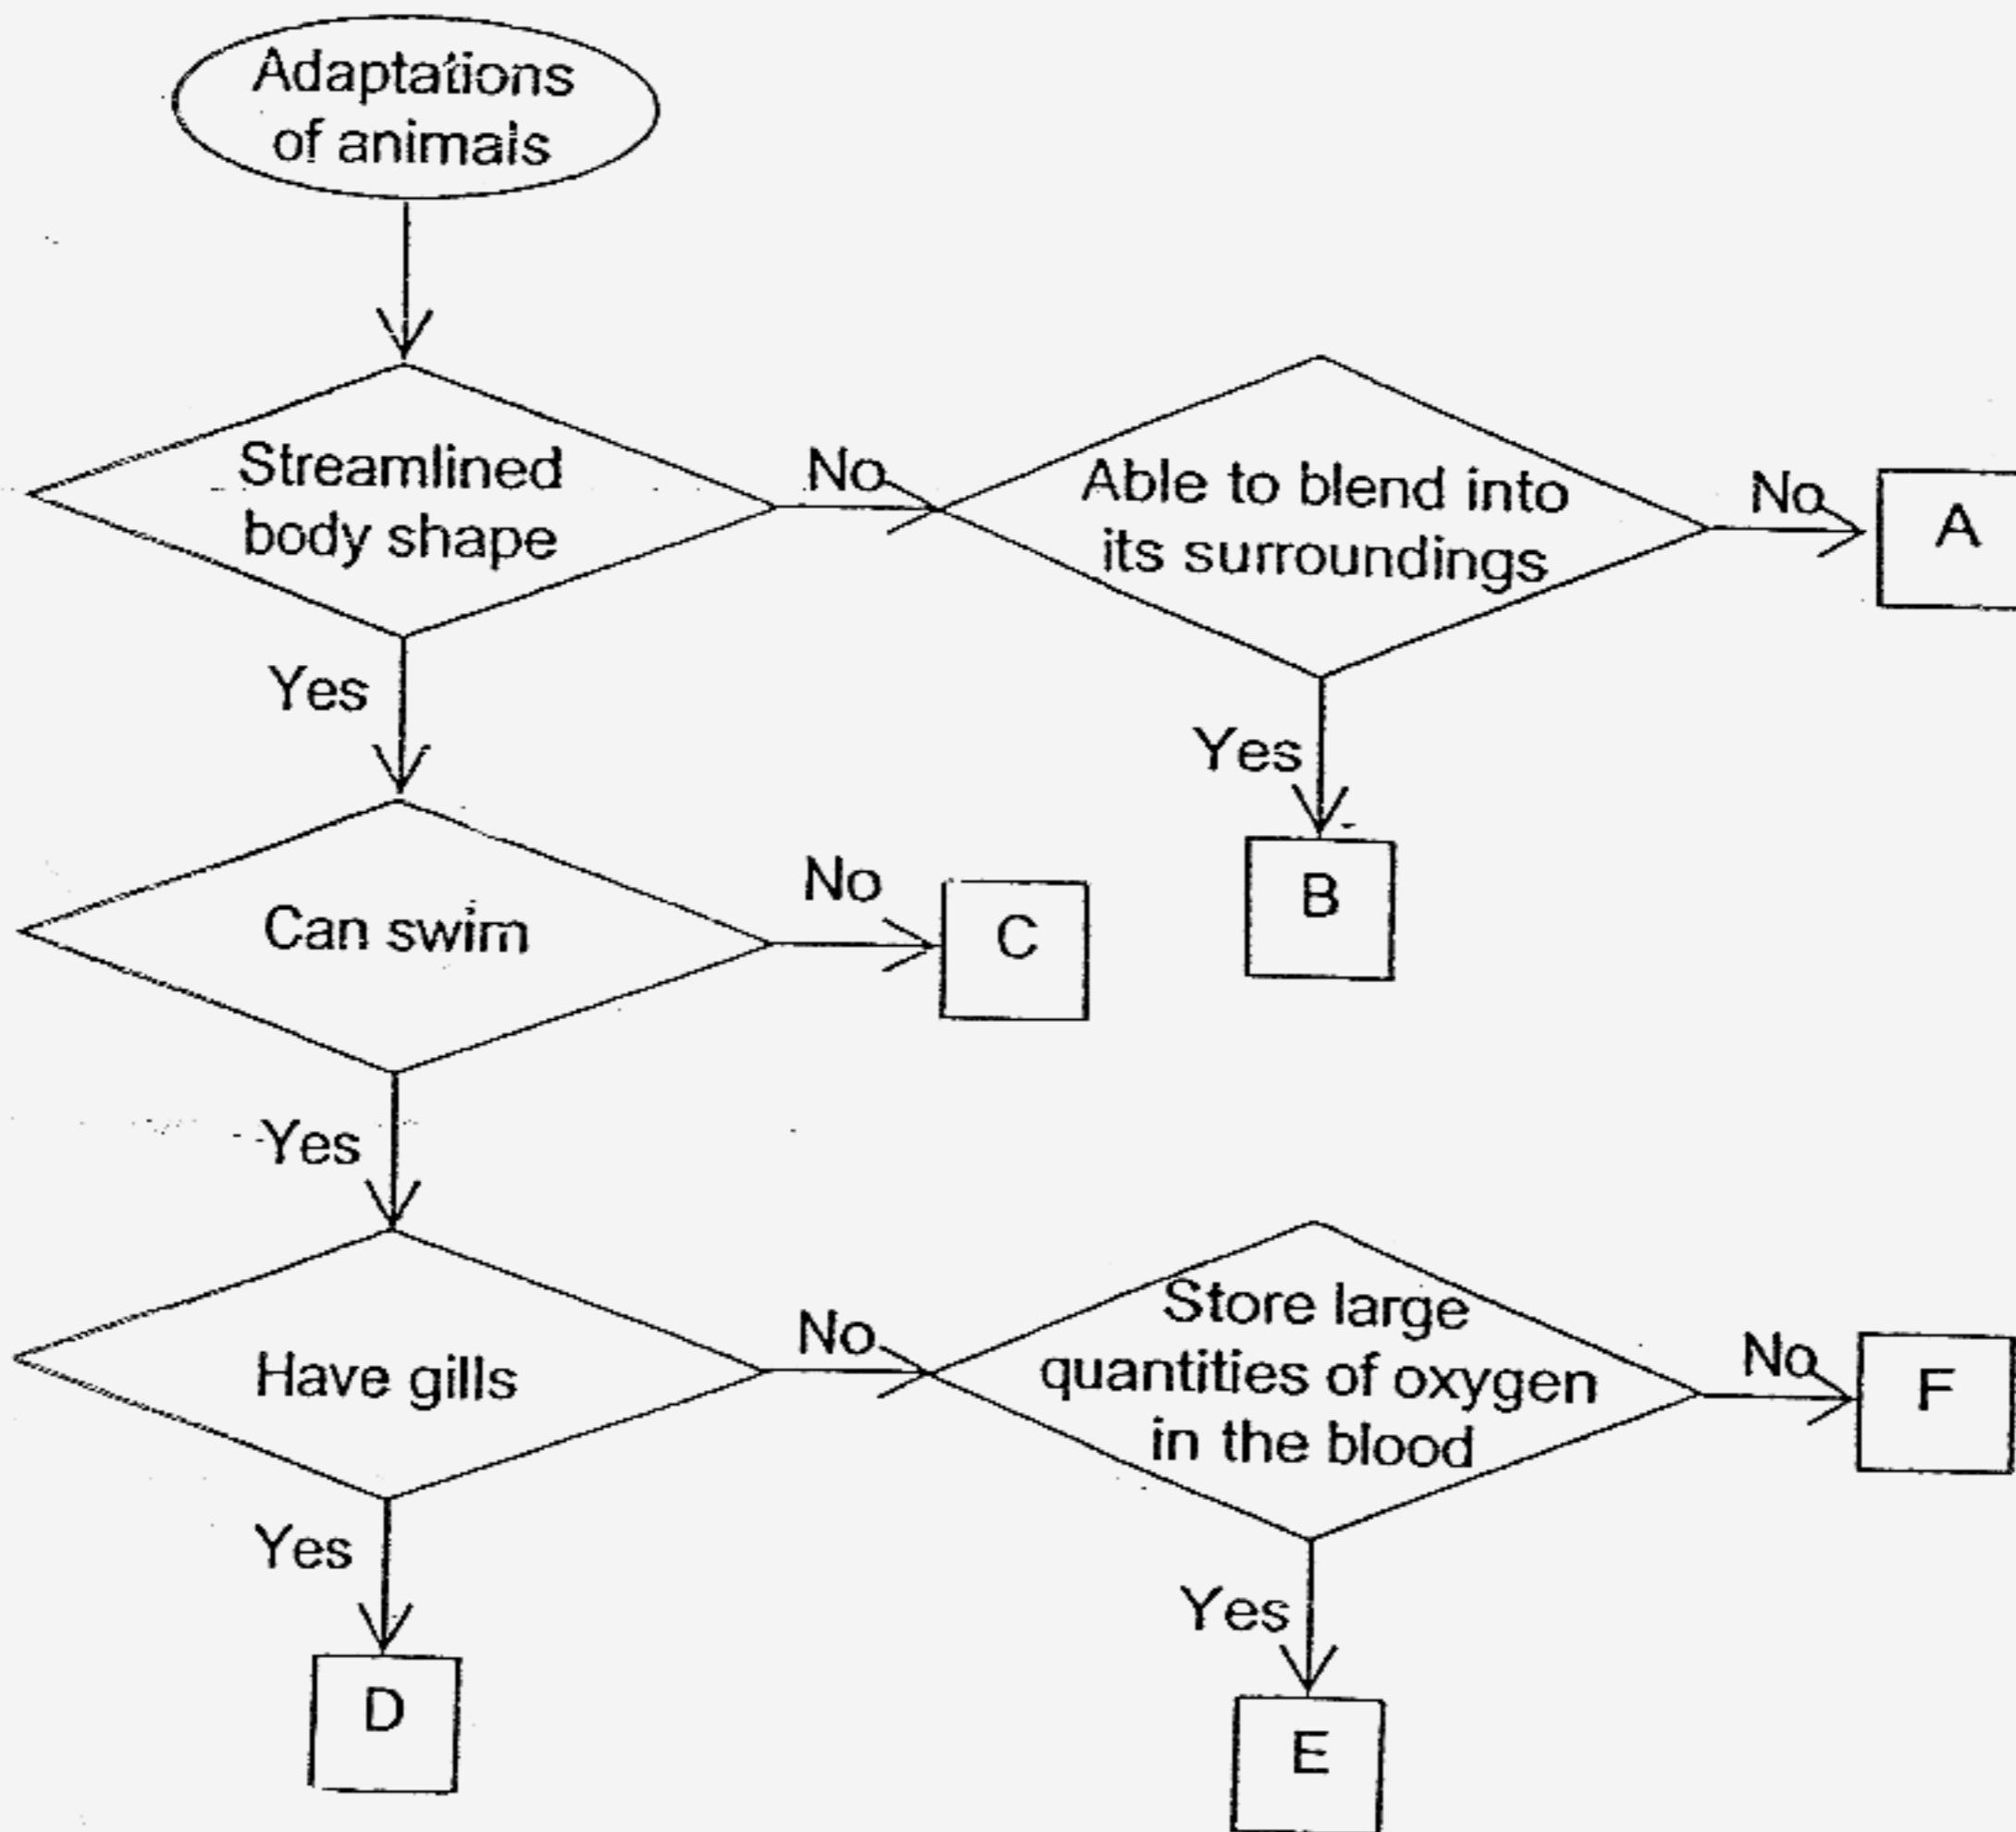 Adaptations
of animals
Streamlined
body shape
No
Able to blend into
its surroundings
No
A
Yes
Yes
B
Can swim
No
C
Yes
Have gills
No
Store large
quantities of oxygen
in the blood
No
F
Yes
D
Yes
E